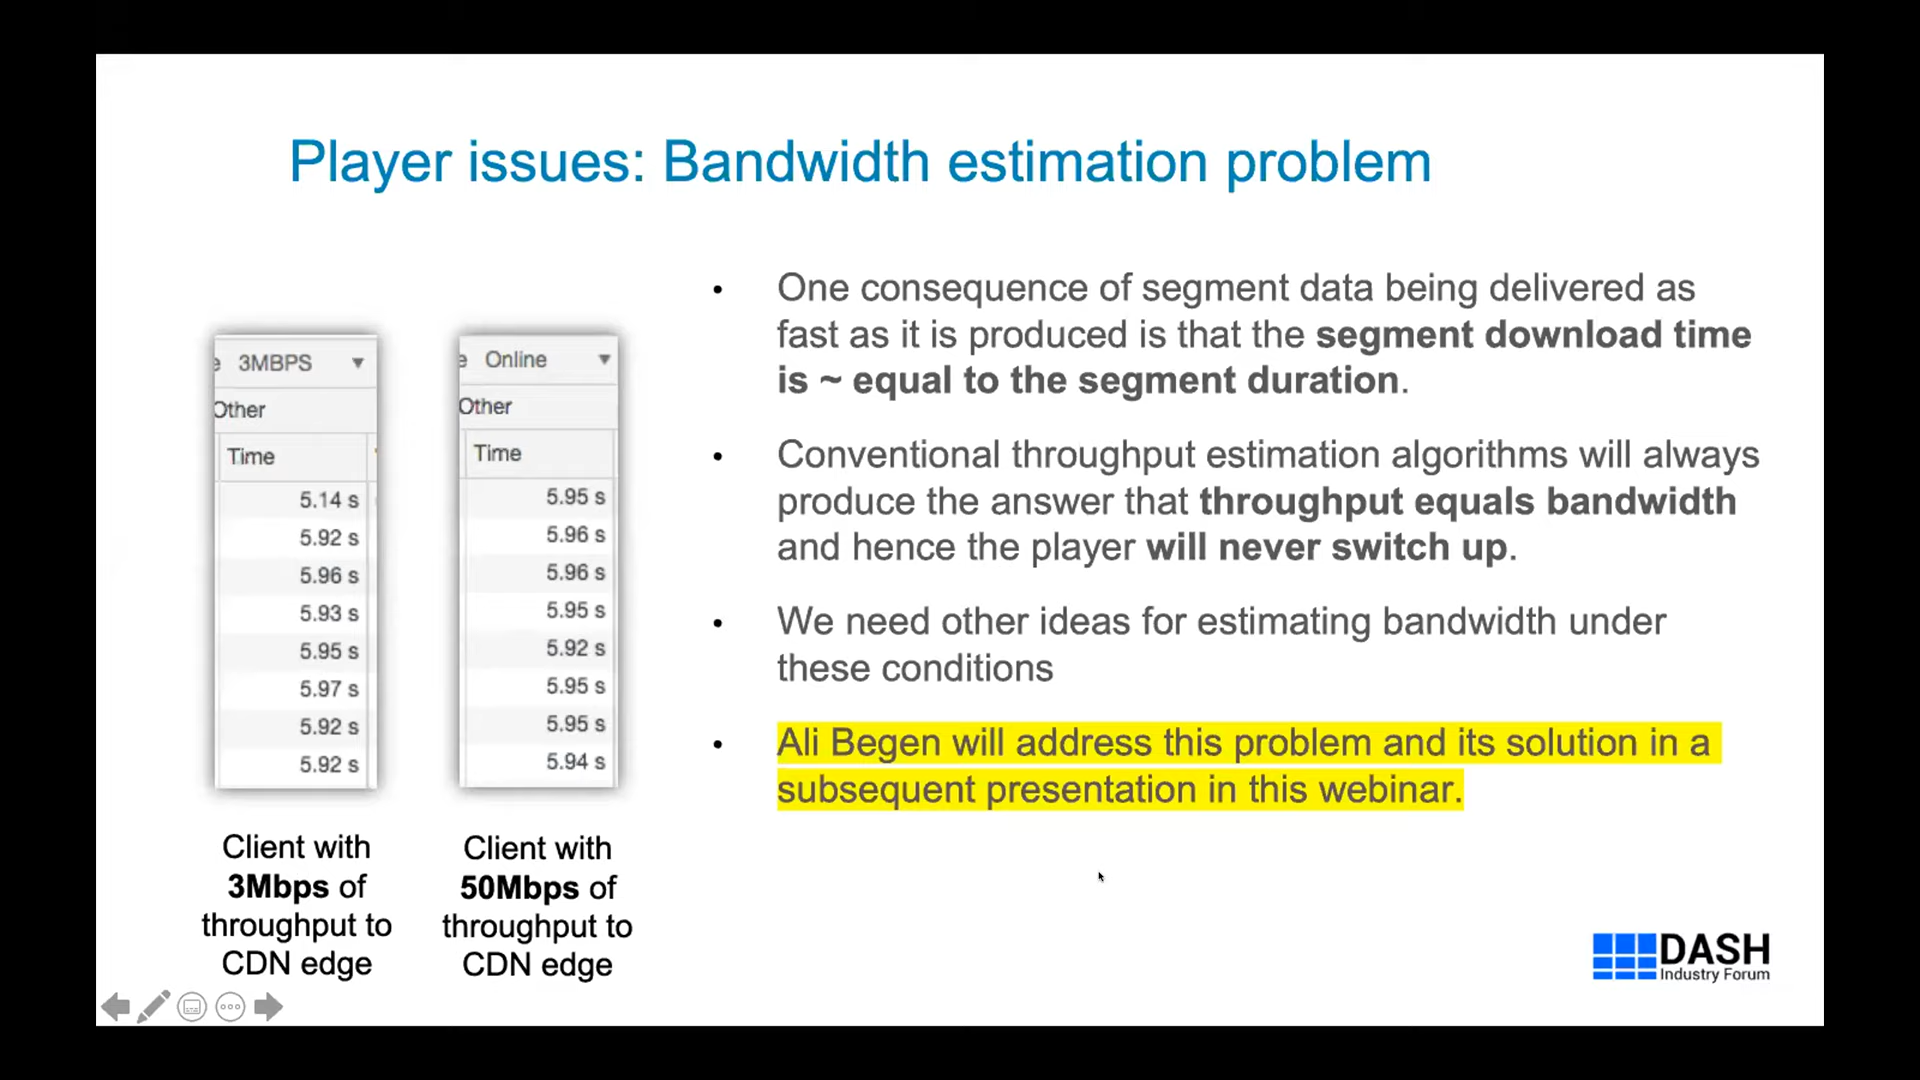 Player issues: Bandwidth estimation problem
3MBPS
Other
Time
5.14 s
5.92 s
5.96 s
5.93 s
5.95 s
5.97 s
5.92 s
5.92 s
Client with
3Mbps of
throughput to
CDN edge
e Online
Other
Time
5.95 s
5.96 s
5.96 s
5.95 s
5.92 s
5.95 s
5.95 s
5.94 s
Client with
50Mbps of
throughput to
CDN edge
• One consequence of segment data being delivered as
fast as it is produced is that the segment download time
is ~ equal to the segment duration.
• Conventional throughput estimation algorithms will always
produce the answer that throughput equals bandwidth
and hence the player will never switch up.
• We need other ideas for estimating bandwidth under
these conditions
• Ali Begen will address this problem and its solution in a
subsequent presentation in this webinar.
DASH
Industry Forum